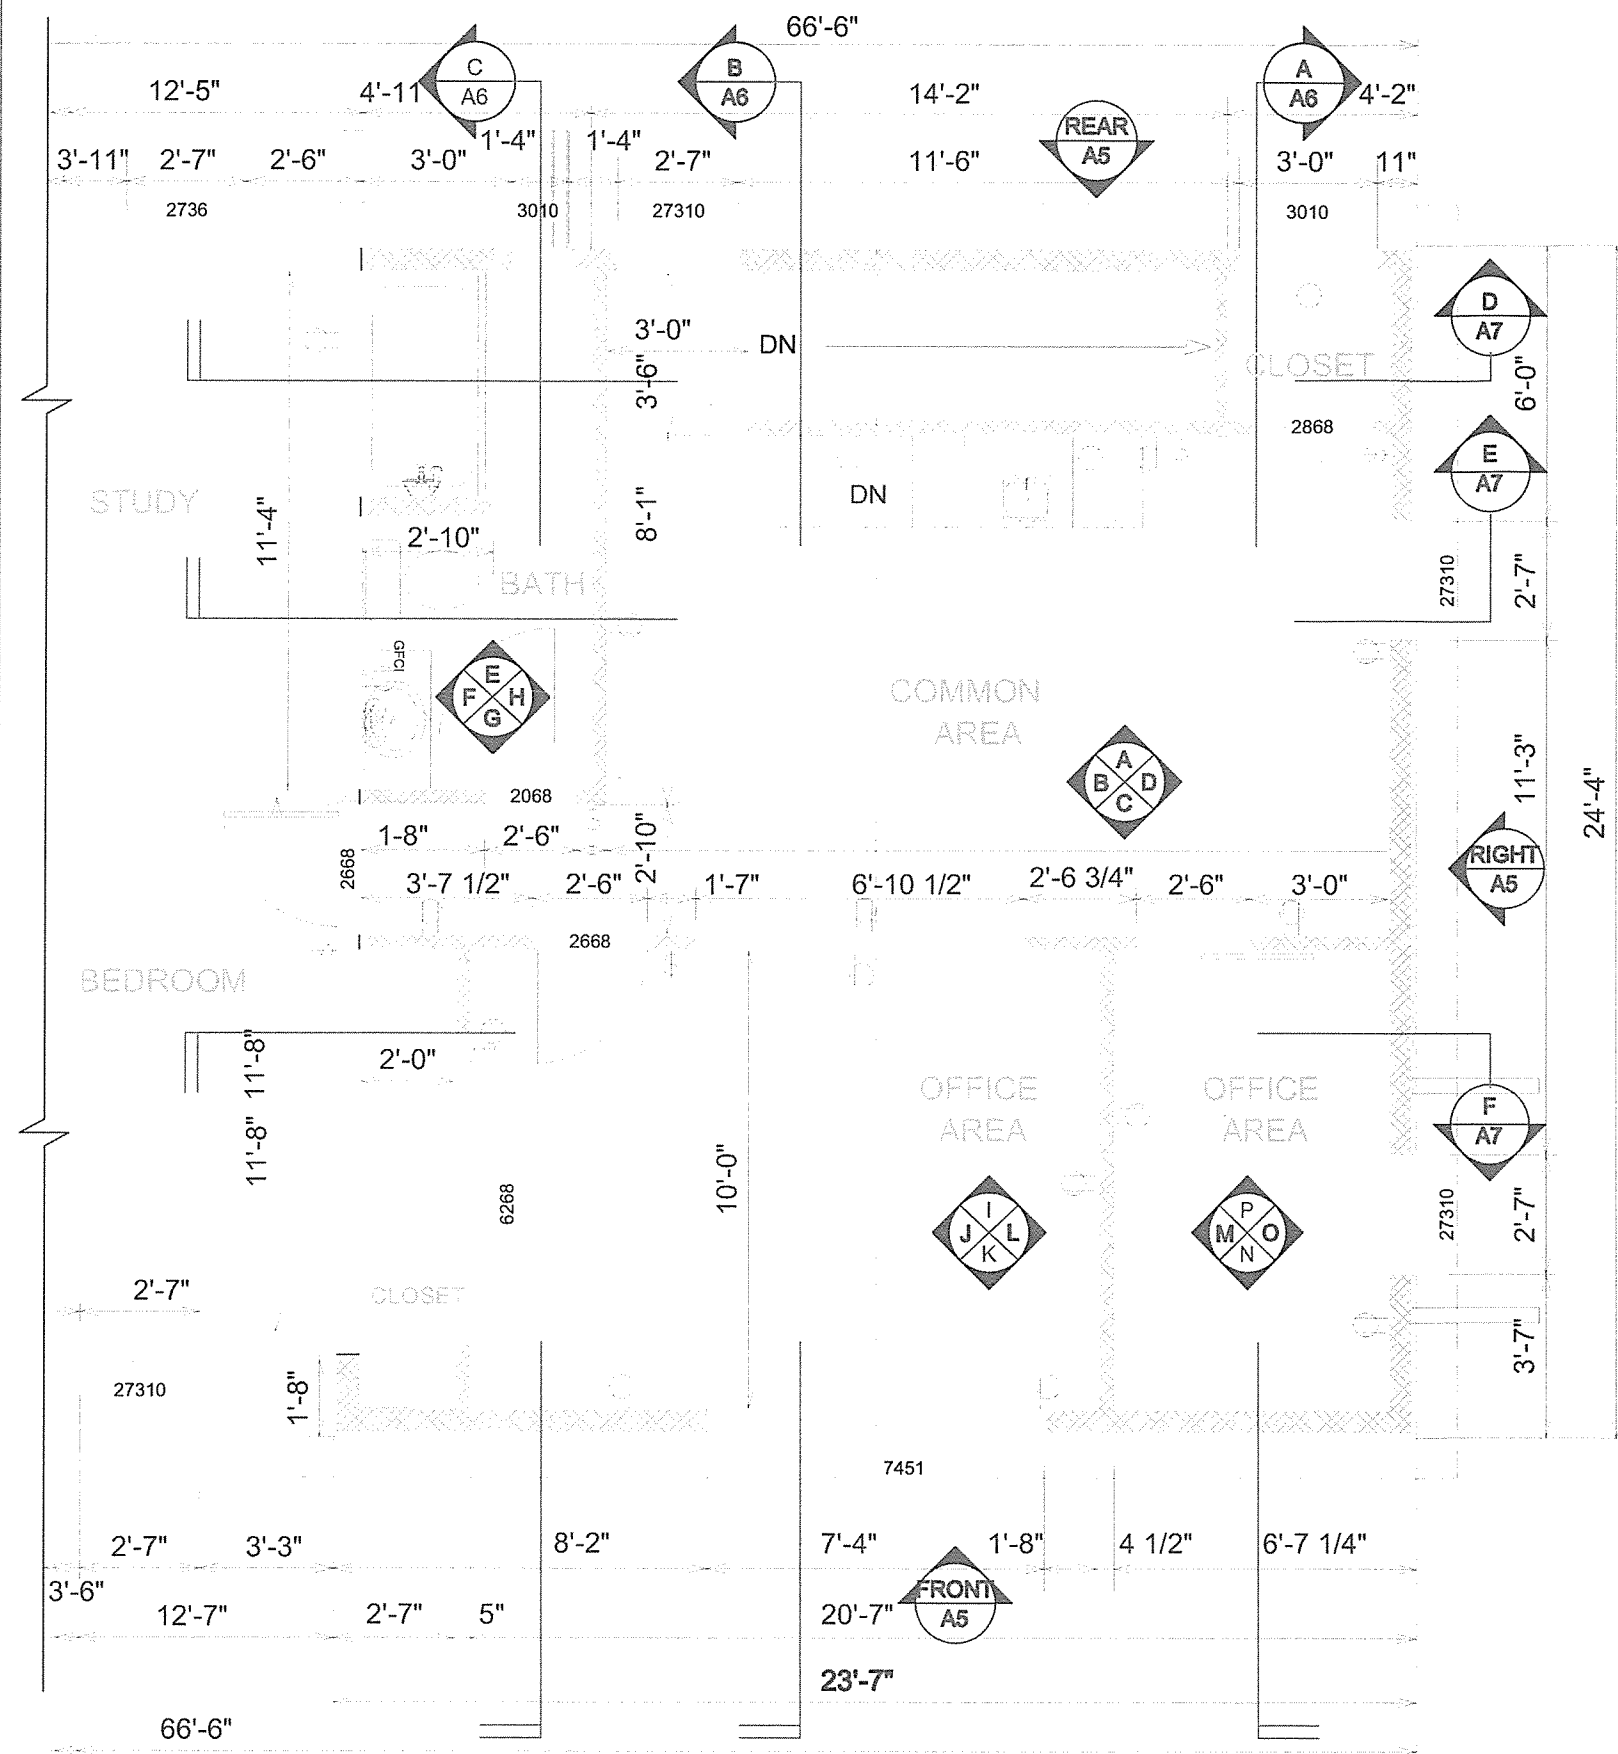 66'-6"
C
A6
B
A6
A
A6
12'-5"
4'-11
14'-2"
4'-2"
REAR
A5
1'-4"
1'-4"
3'-11"
2'-7"
2'-6"
3'-0"
2'-7"
11'-6"
3'-0"
11"
2736
3010
27310
3010
D
A7
3'-0"
DN
CLOSET
3'-6"
6'-0"
2868
E
A7
STUDY
DN
11'-4"
8'-1"
2'-10"
BATH
27310
2'-7"
GFCI
E
F
H
G
COMMON
AREA
A
B
D
C
11'-3"
24'-4"
2068
1-8"
2'-6"
2'-10"
2668
RIGHT
A5
3'-7 1/2"
2'-6"
1'-7"
6'-10 1/2"
2'-6 3/4"
2'-6"
3'-0"
2668
BEDROOM
11'-8"
2'-0"
OFFICE
AREA
OFFICE
AREA
F
A7
11'-8"
10'-0"
6268
I
J
L
K
P
M
O
N
27310
2'-7"
2'-7"
CLOSET
3'-7"
27310
1'-8"
7451
2'-7"
3'-3"
8'-2"
7'-4"
1'-8"
4 1/2"
6'-7 1/4"
3'-6"
FRONT
A5
12'-7"
2'-7"
5"
20'-7"
23'-7"
66'-6"